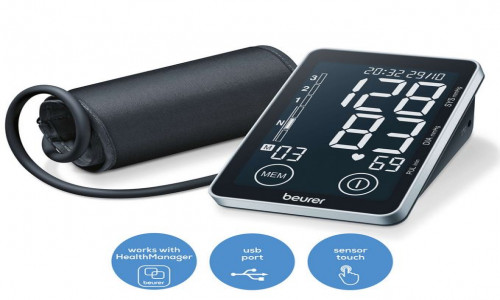 20:32 29/10
3
2
1
N
128
SYS mmHg
83
DIA mmHg
M 03
69
PUL /min
MEM
beurer
works with
HealthManager
beurer
usb
port
sensor
touch